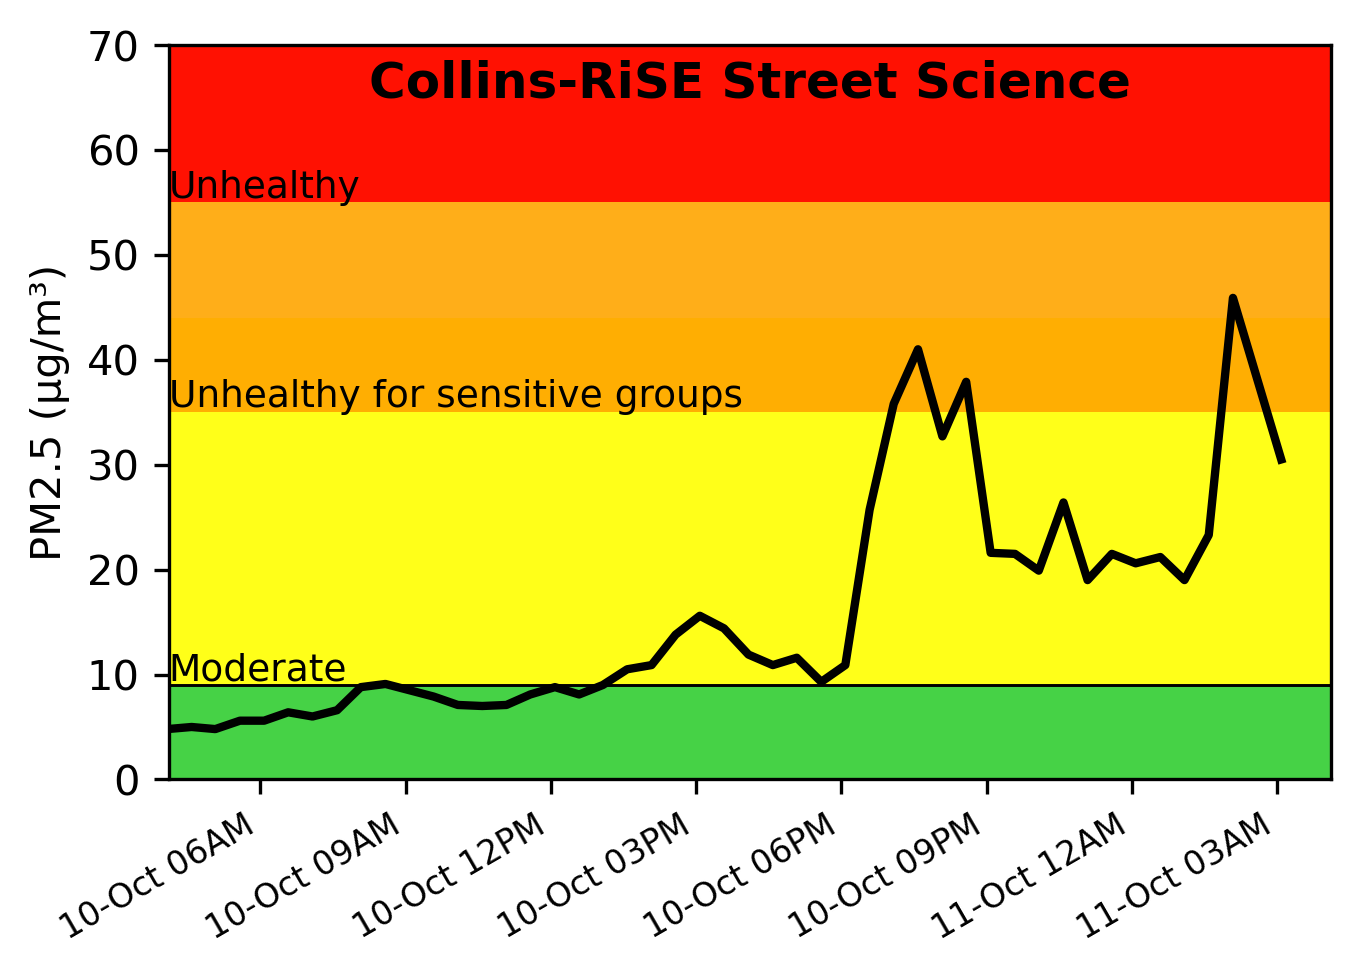 Collins-RiSE Street Science
70
60
Unhealthy
50
40
Unhealthy for sensitive groups
30
20
10
Moderate
0
PM2.5 (µg/m³)
10-Oct 06AM
10-Oct 09AM
10-Oct 12PM
10-Oct 03PM
10-Oct 06PM
10-Oct 09PM
11-Oct 12AM
11-Oct 03AM